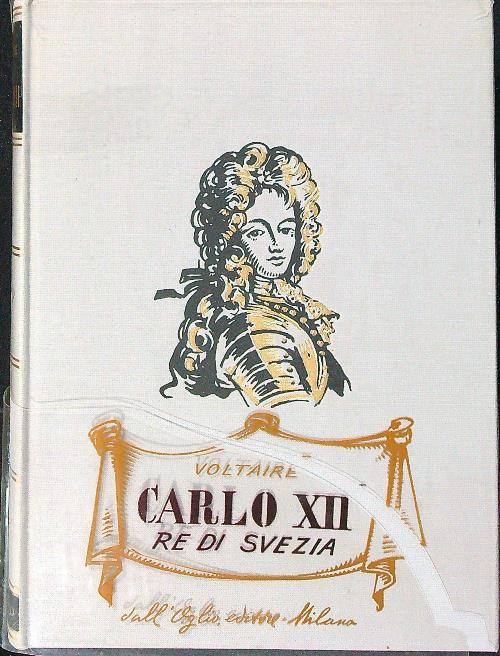 VOLTAIRE
CARLO XII
RE DI SVEZIA
dall'Oglio, editore - Milano